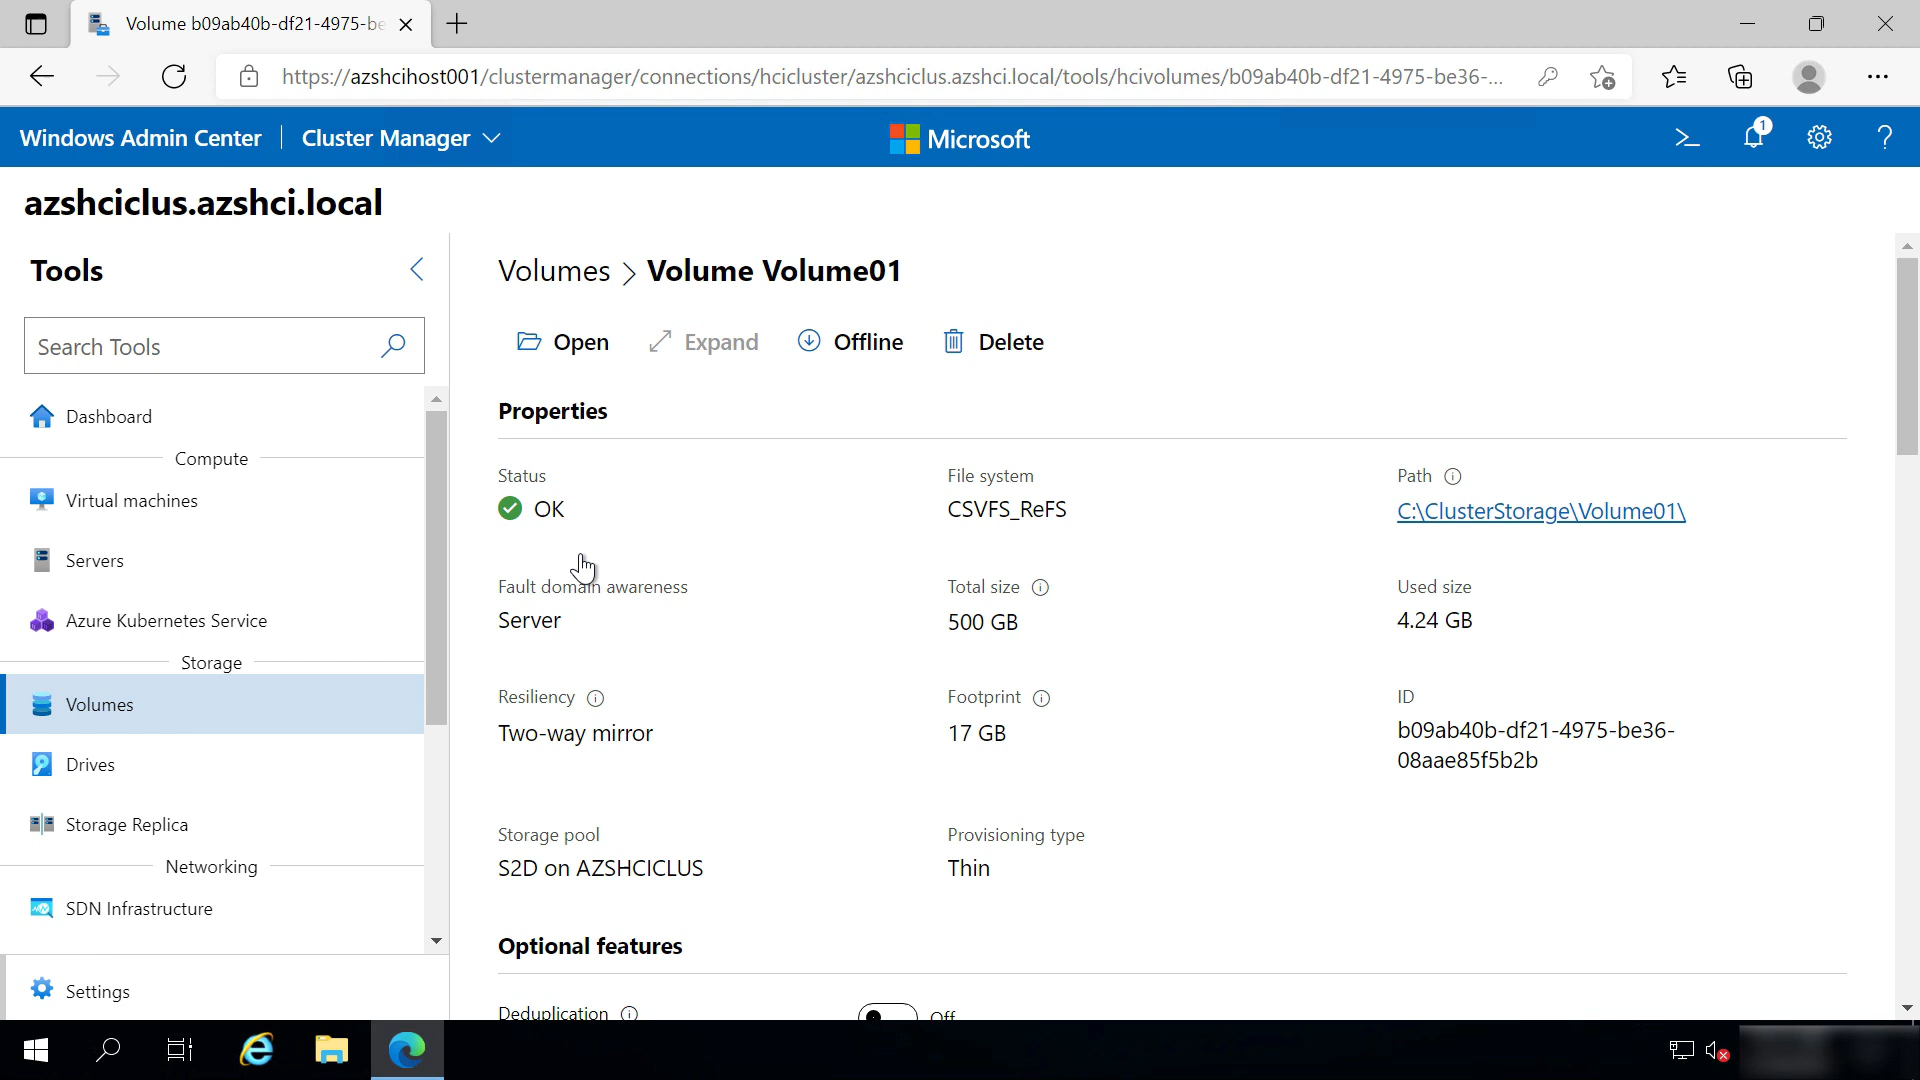 Volume b09ab40b-df21-4975-be
https://azshcihost001/clustermanager/connections/hcicluster/azshciclus.azshci.local/tools/hcivolumes/b09ab40b-df21-4975-be36-...
Windows Admin Center
Cluster Manager
Microsoft
1
azshciclus.azshci.local
Tools
Search Tools
Dashboard
Compute
Virtual machines
Servers
Azure Kubernetes Service
Storage
Volumes
Drives
Storage Replica
Networking
SDN Infrastructure
Settings
Volumes > Volume Volume01
Open
Expand
Offline
Delete
Properties
Status
OK
File system
CSVFS_ReFS
Path
C:\ClusterStorage\Volume01\
Fault domain awareness
Server
Total size
500 GB
Used size
4.24 GB
Resiliency
Two-way mirror
Footprint
17 GB
ID
b09ab40b-df21-4975-be36-
08aae85f5b2b
Storage pool
S2D on AZSHCICLUS
Provisioning type
Thin
Optional features
Deduplication
Off